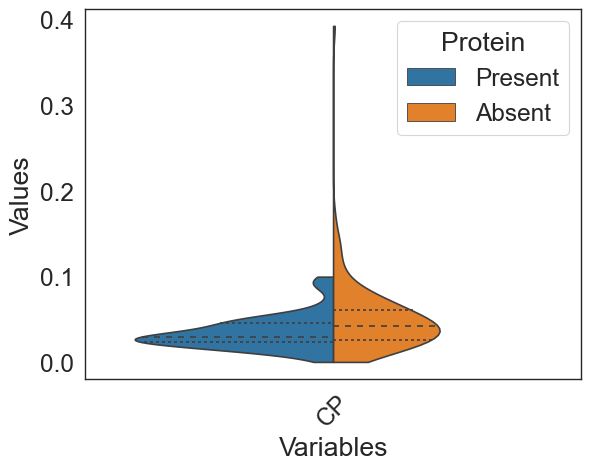 0.4
0.3
0.2
0.1
0.0
Values
Protein
Present
Absent
CP
Variables